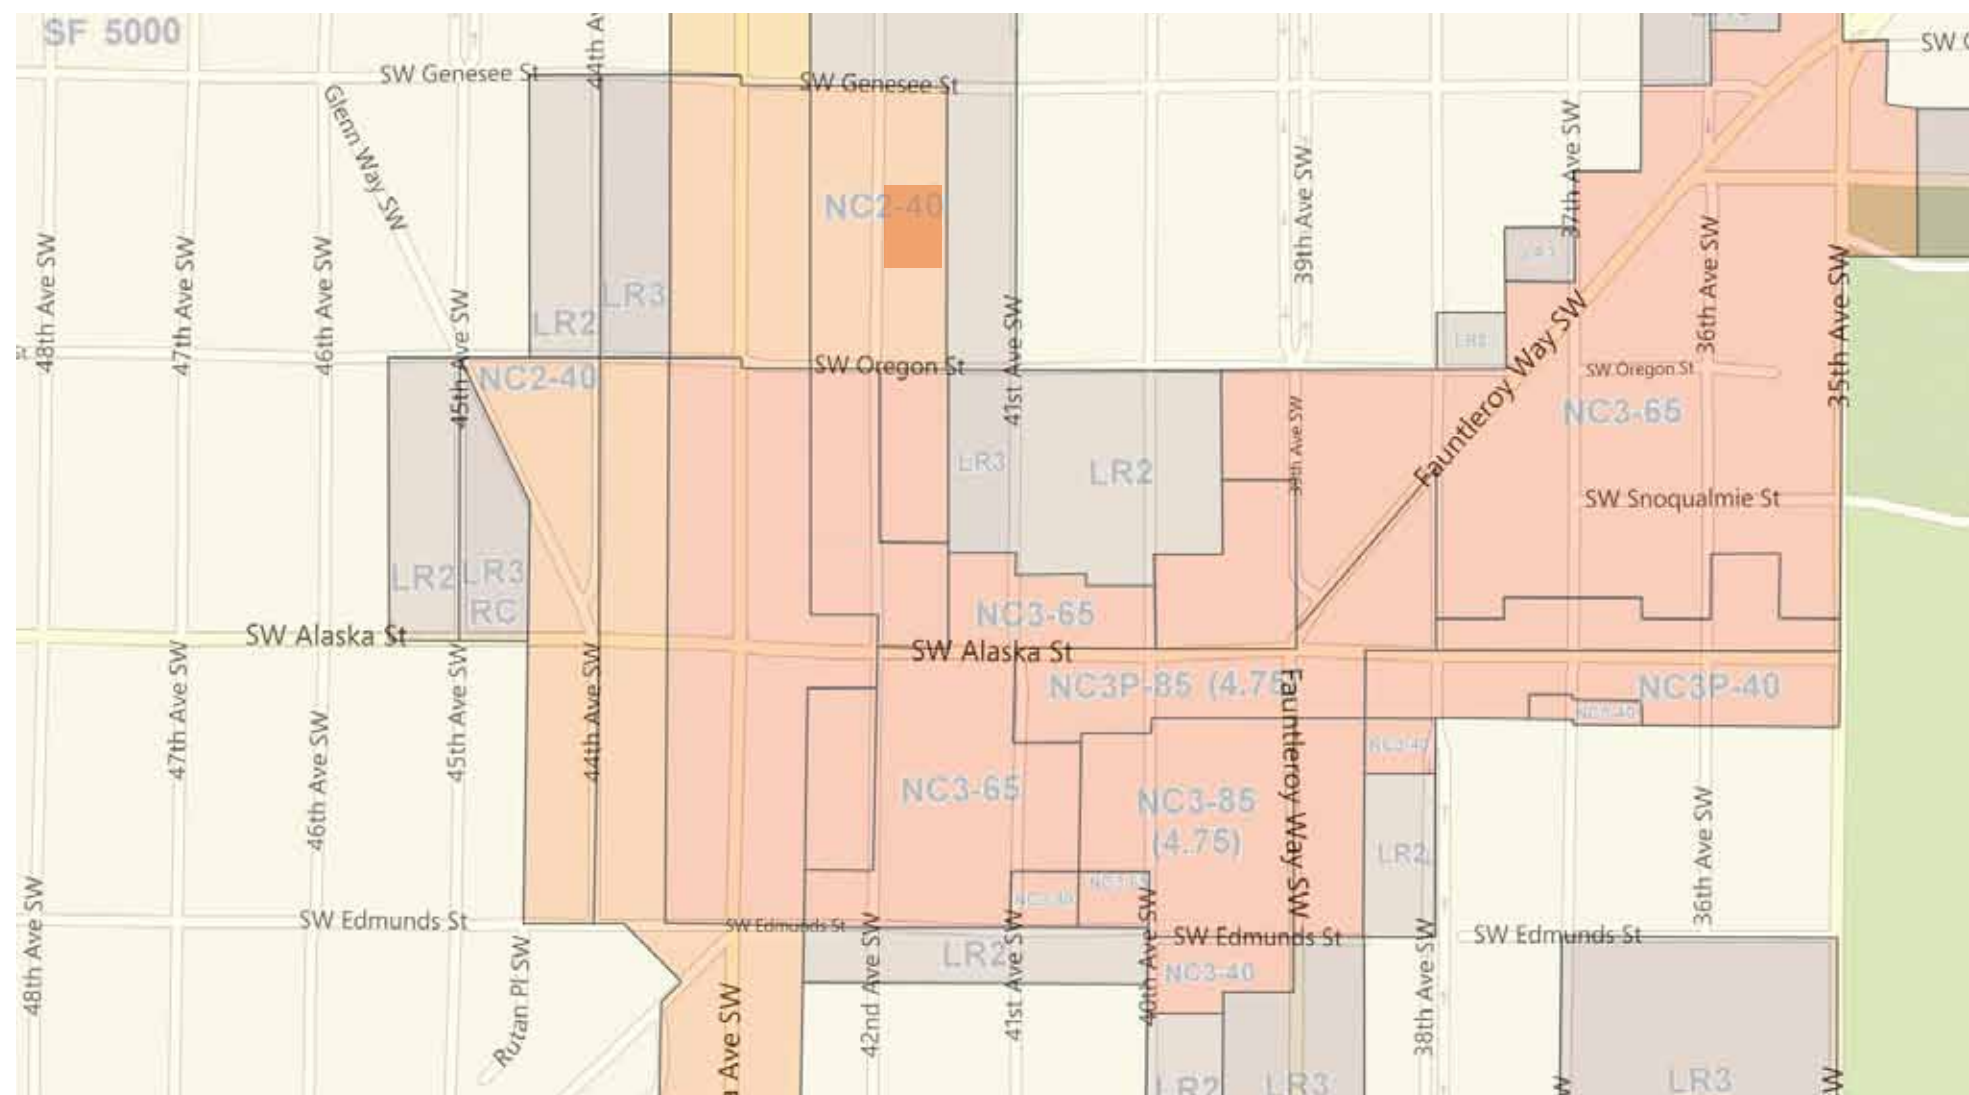 SF 5000
SW Genesee St
44th Av
SW Genesee St
SW
Glenn Way SW
37th Ave SW
NC2-40
39th Ave SW
48th Ave SW
47th Ave SW
46th Ave SW
45th Ave SW
LR2
LR3
41st Ave SW
36th Ave SW
35th Ave SW
Fauntleroy Way SW
NC2-40
SW Oregon St
SW Oregon St
NC3-65
39th Ave SW
LR3
LR2
SW Snoqualmie St
LR2
LR3
RC
NC3-65
SW Alaska St
SW Alaska St
NC3P-85 (4.75
NC3P-40
47th Ave SW
46th Ave SW
45th Ave SW
44th Ave SW
Fauntleroy Way SW
NC3-40
NC3-65
NC3-85
(4.75)
LR2
36th Ave SW
48th Ave SW
SW Edmunds St
SW Edmunds St
SW Edmunds St
SW Edmunds St
LR2
NC3-40
Rutan Pl SW
Ave SW
42nd Ave SW
41st Ave SW
40th Ave SW
38th Ave SW
LR2
LR3
LR3
W
W